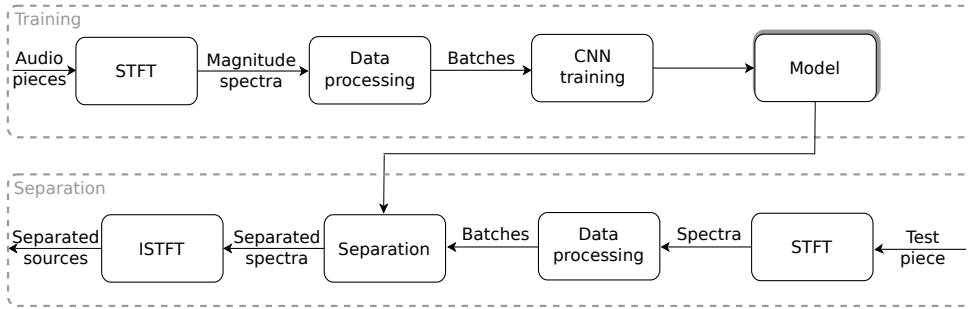 Training
Audio
pieces
STFT
Magnitude
spectra
Data
processing
Batches
CNN
training
Model
Separation
Separated
sources
ISTFT
Separated
spectra
Separation
Batches
Data
processing
Spectra
STFT
Test
piece